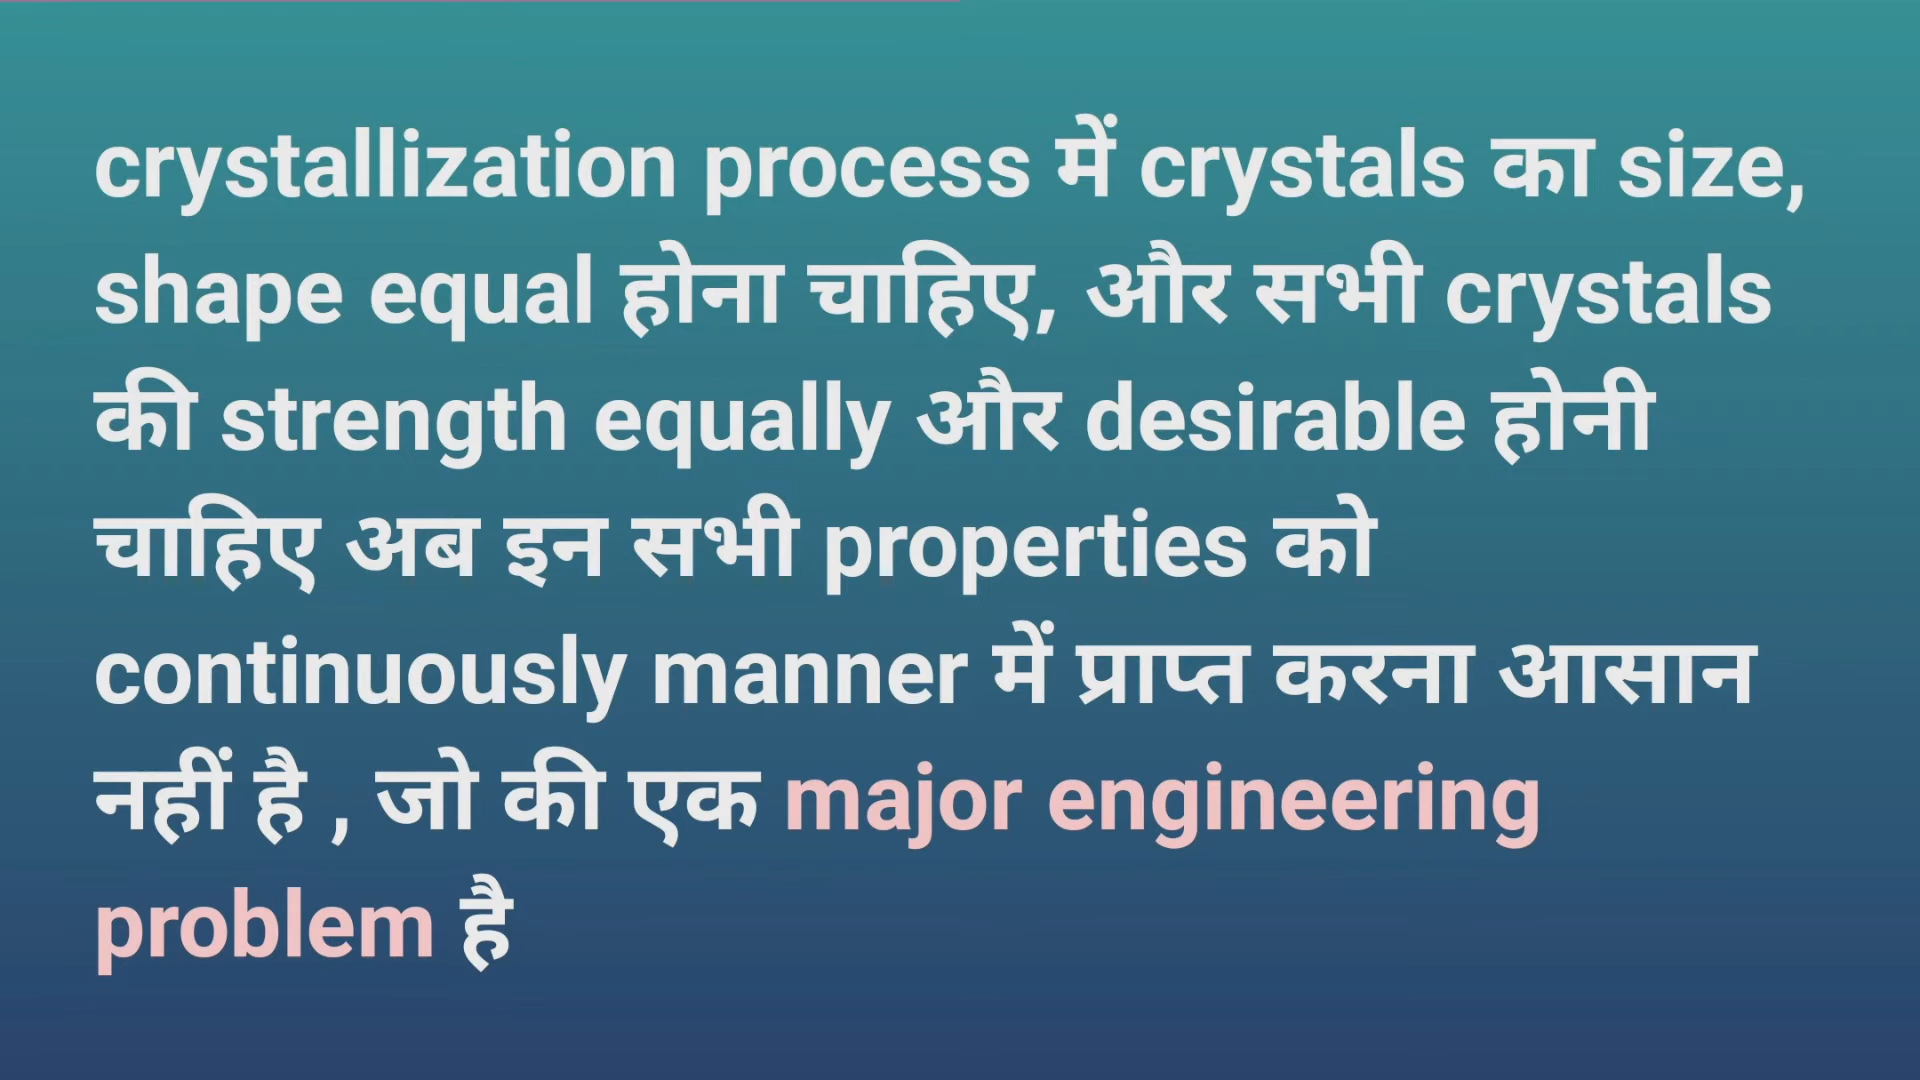 crystallization process में crystals का size,
shape equal होना चाहिए, और सभी crystals
की strength equally और desirable होनी
चाहिए अब इन सभी properties को
continuously manner में प्राप्त करना आसान
नहीं है , जो की एक major engineering
problem है